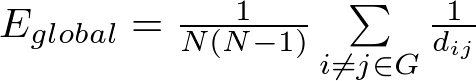 $E_{global} = \frac{1}{N(N-1)} \sum_{i \neq j \in G} \frac{1}{d_{ij}}$